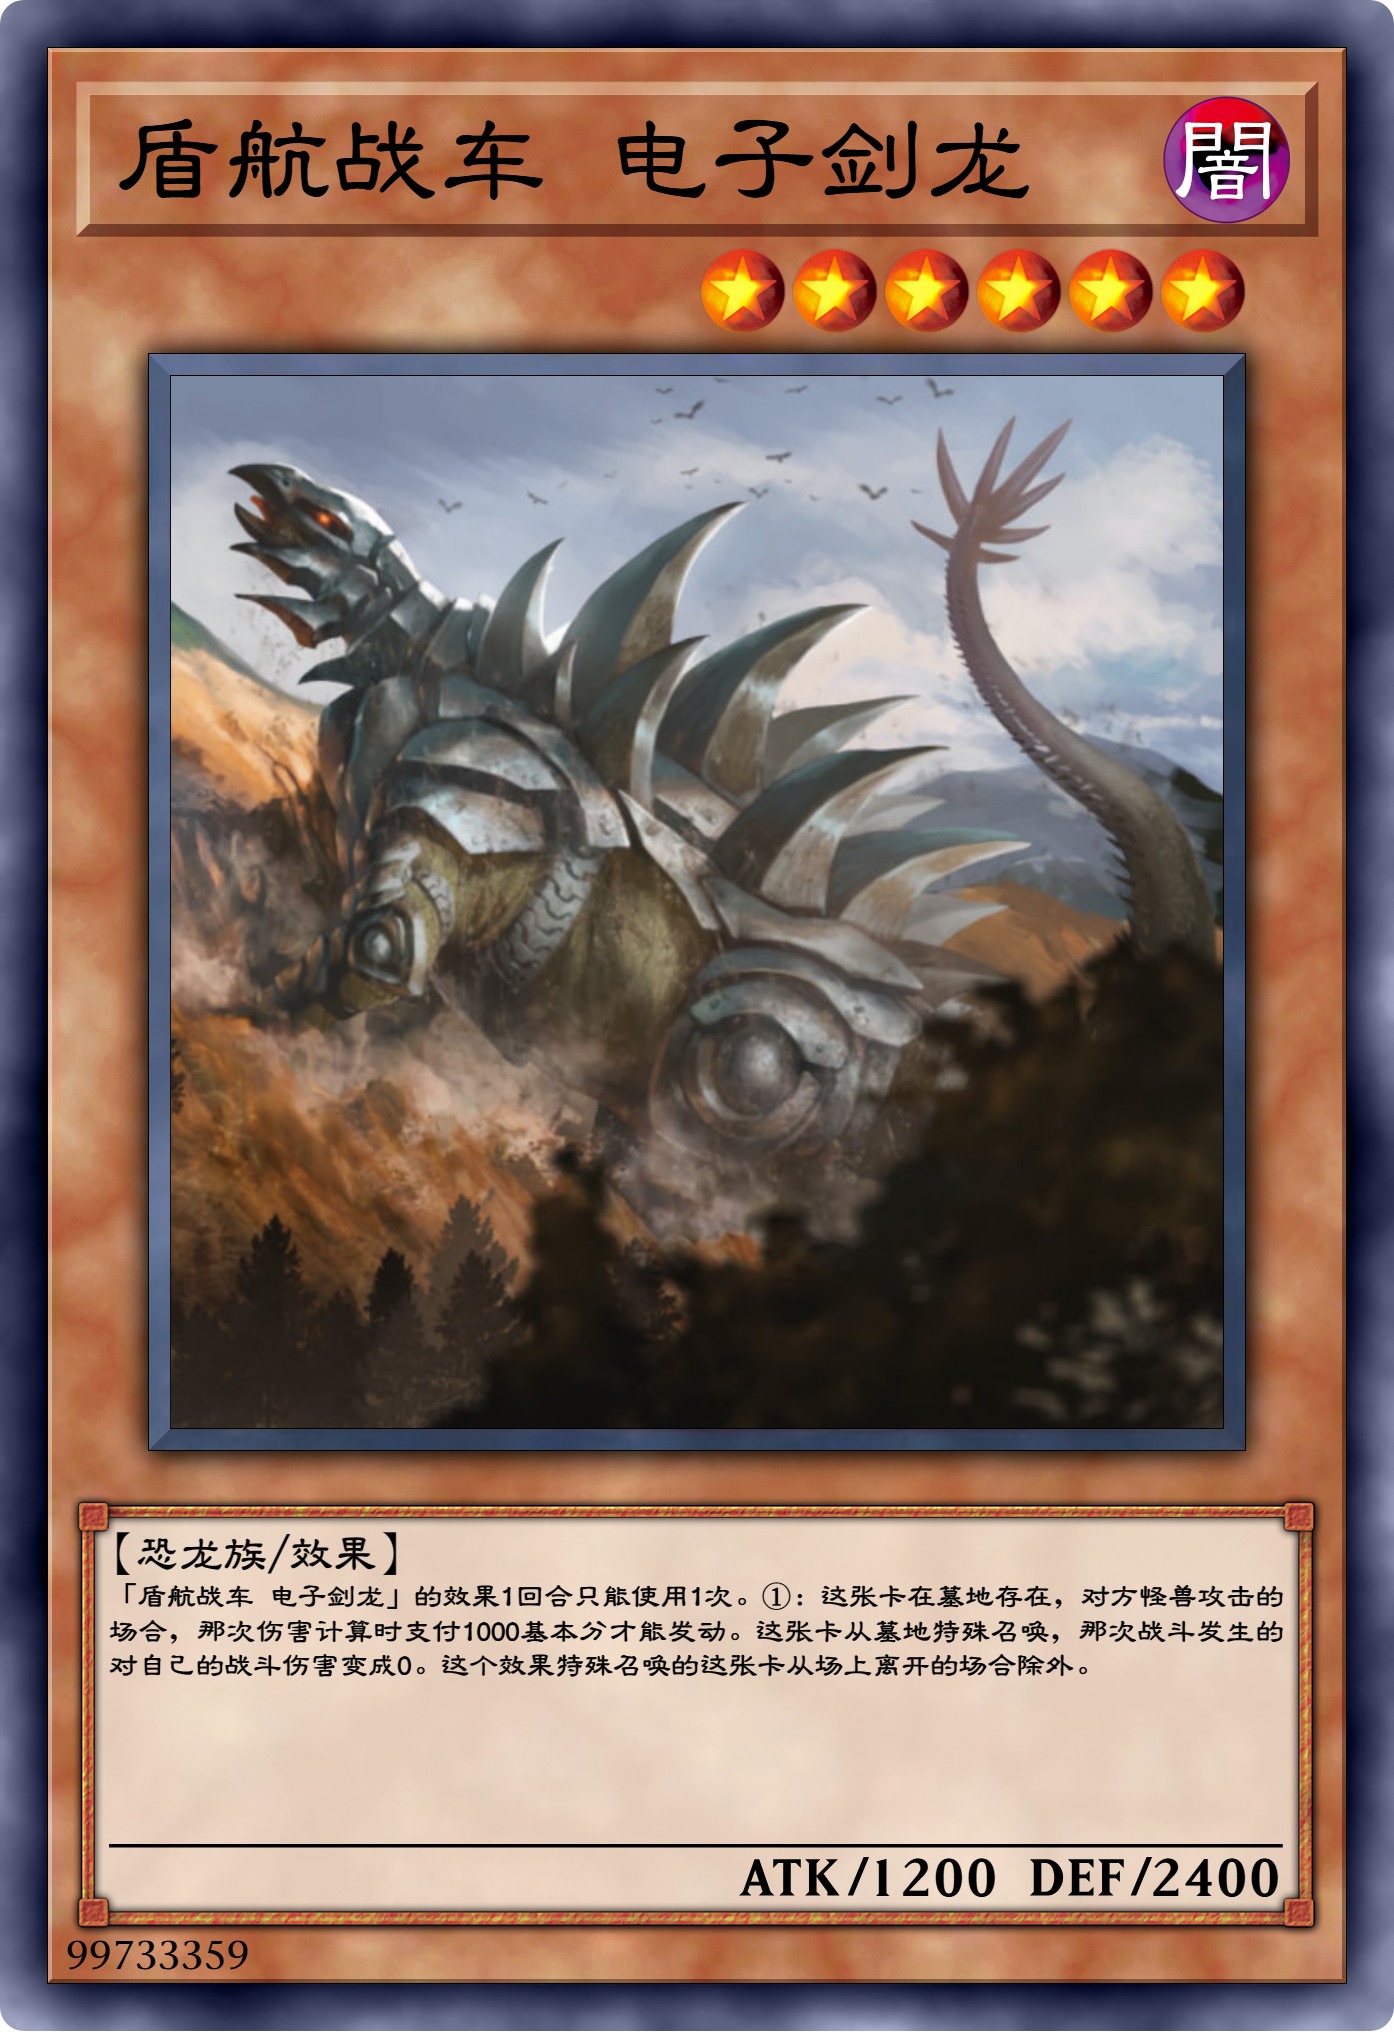 盾航战车 电子剑龙
闇
【恐龙族/效果】
「盾航战车 电子剑龙」的效果1回合只能使用1次。①：这张卡在墓地存在，对方怪兽攻击的
场合，那次伤害计算时支付1000基本分才能发动。这张卡从墓地特殊召唤，那次战斗发生的
对自己的战斗伤害变成0。这个效果特殊召唤的这张卡从场上离开的场合除外。
ATK/1200 DEF/2400
99733359